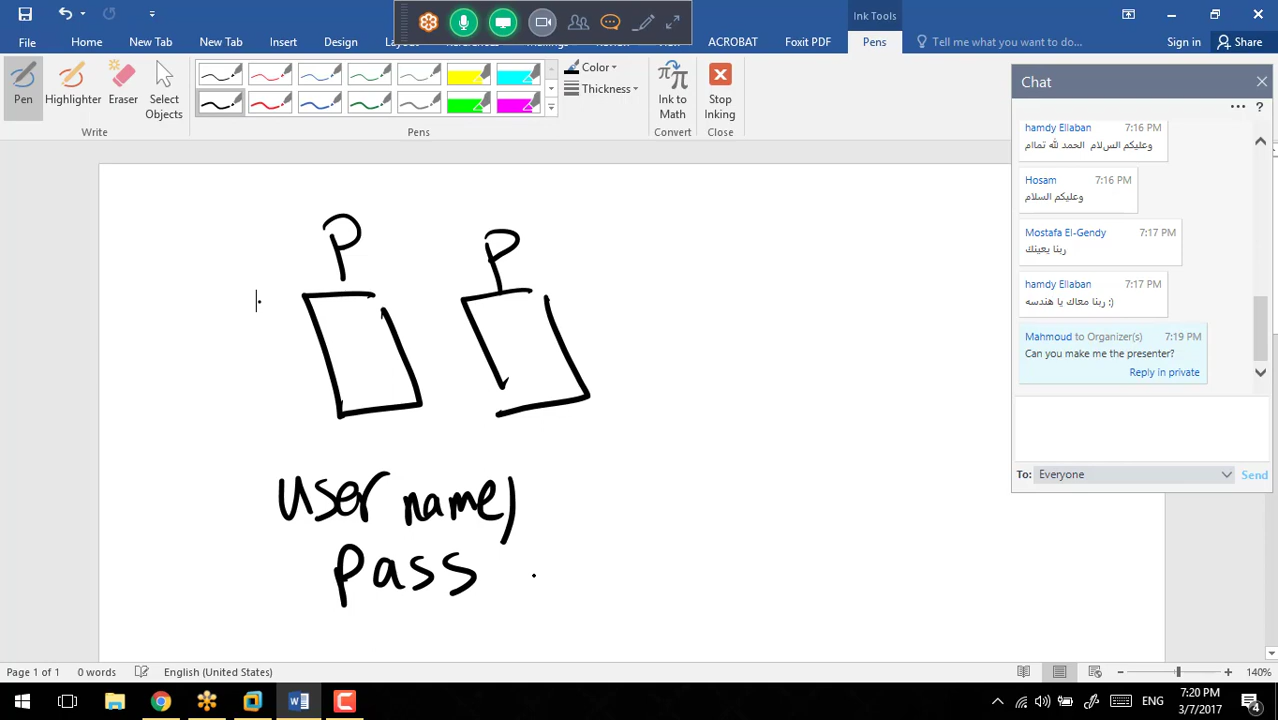 Ink Tools
File
Home
New Tab
New Tab
Insert
Design
ACROBAT
Foxit PDF
Pens
Tell me what you want to do...
Sign in
Share
Pen
Highlighter
Eraser
Select
Objects
Color
Thickness
Ink to
Math
Stop
Inking
Write
Pens
Convert
Close
Chat
hamdy Ellaban 7:16 PM
وعليكم السلام الحمد لله تماام
Hosam 7:16 PM
وعليكم السلام
Mostafa El-Gendy 7:17 PM
ربنا يعينك
hamdy Ellaban 7:17 PM
ربنا معاك يا هندسه :)
Mahmoud to Organizer(s) 7:19 PM
Can you make me the presenter?
Reply in private
To: Everyone
Send
P P
User name,
Pass
Page 1 of 1 0 words English (United States) 140%
ENG
7:20 PM
3/7/2017
4